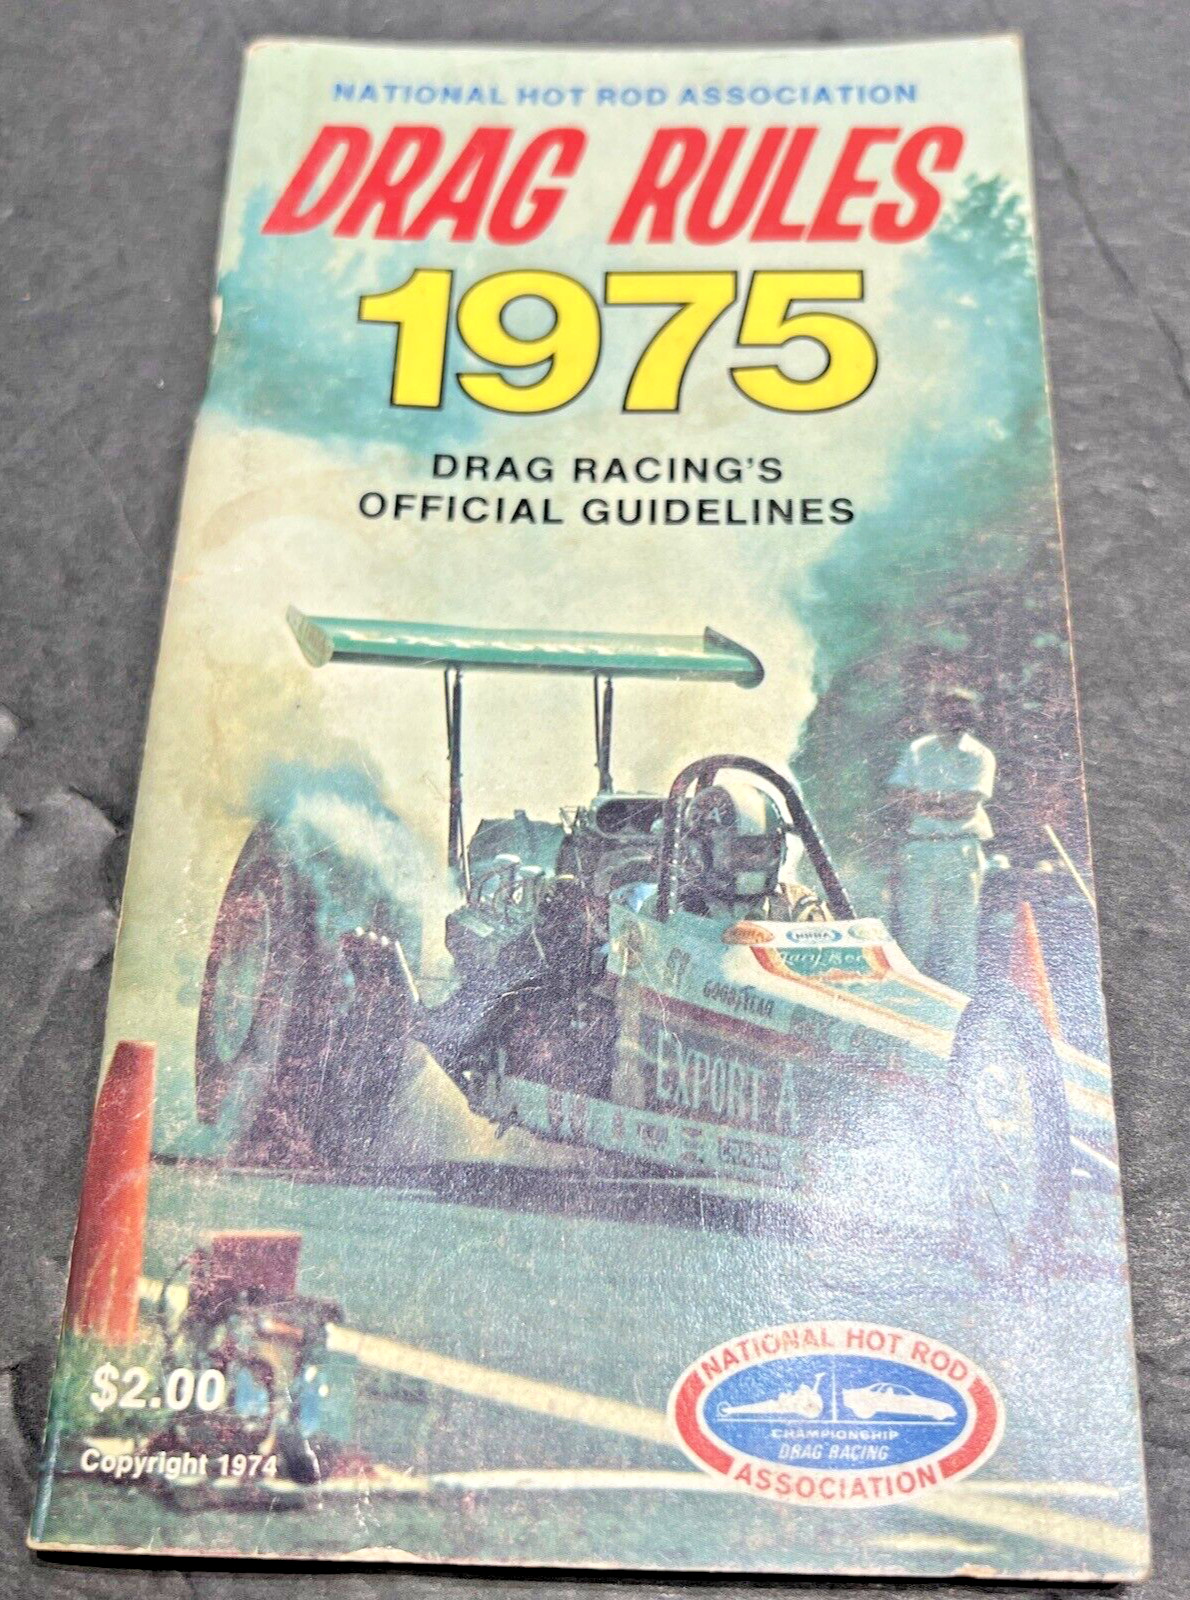 NATIONAL HOT ROD ASSOCIATION
DRAG RULES
1975
DRAG RACING'S
OFFICIAL GUIDELINES
A
NHRA
GOODYEAR
EXPORT A
$2.00
Copyright 1974
NATIONAL HOT ROD
CHAMPIONSHIP
DRAG RACING
ASSOCIATION